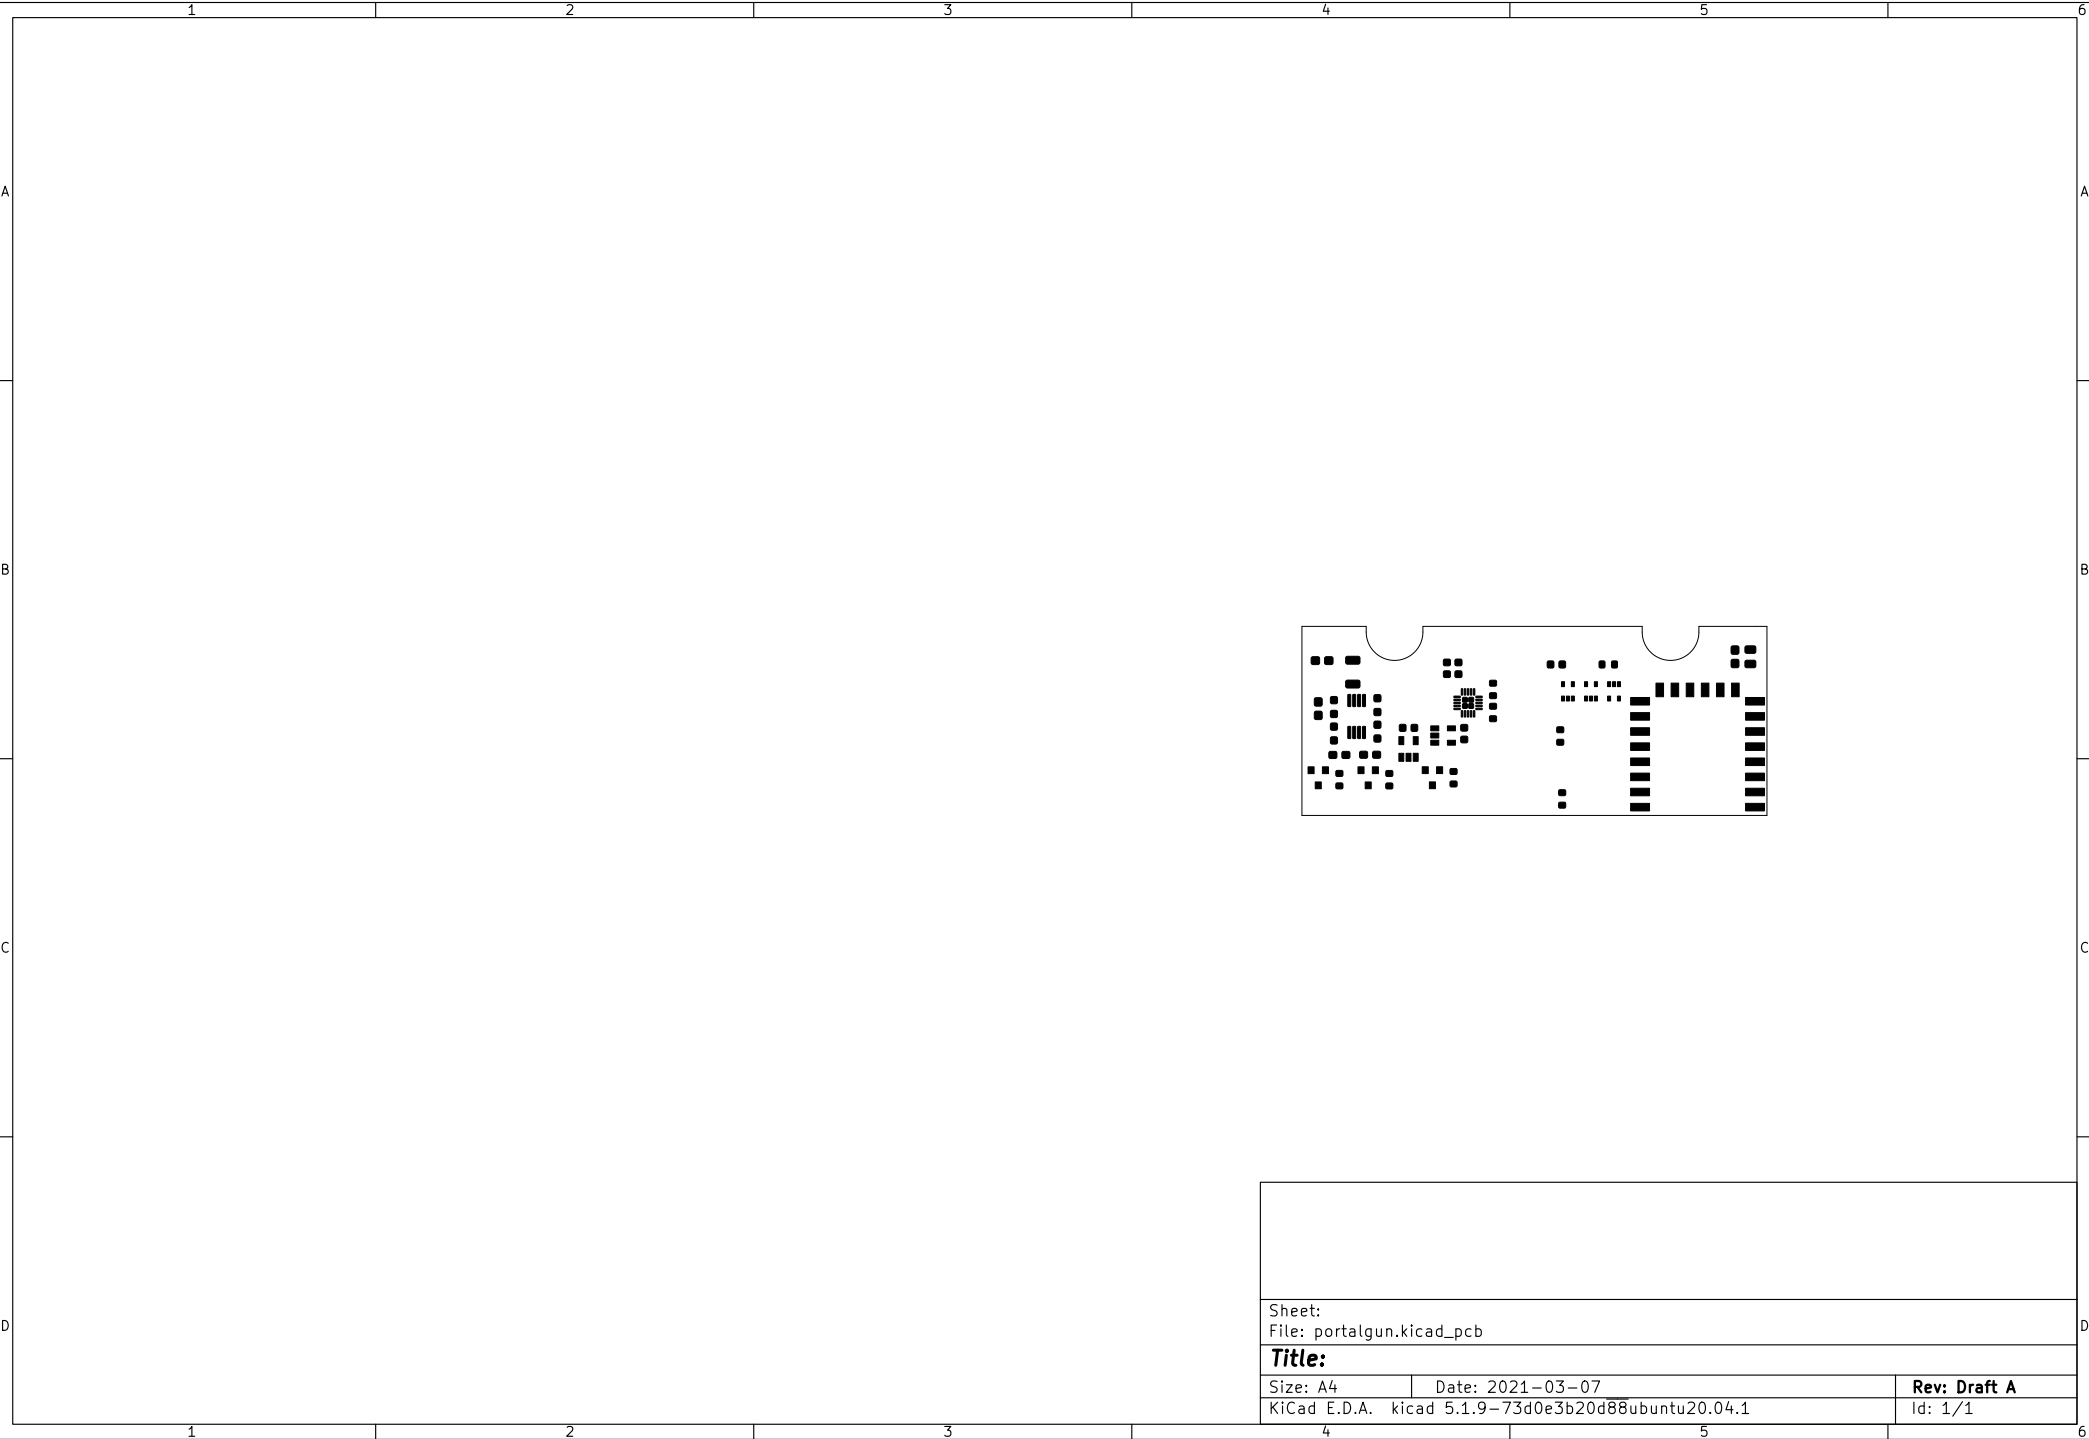 1 2 3 4 5 6
A A
B B
C C
D D
Sheet:
File: portalgun.kicad_pcb
Title:
Size: A4 Date: 2021-03-07 Rev: Draft A
KiCad E.D.A. kicad 5.1.9-73d0e3b20d88ubuntu20.04.1 Id: 1/1
1 2 3 4 5 6